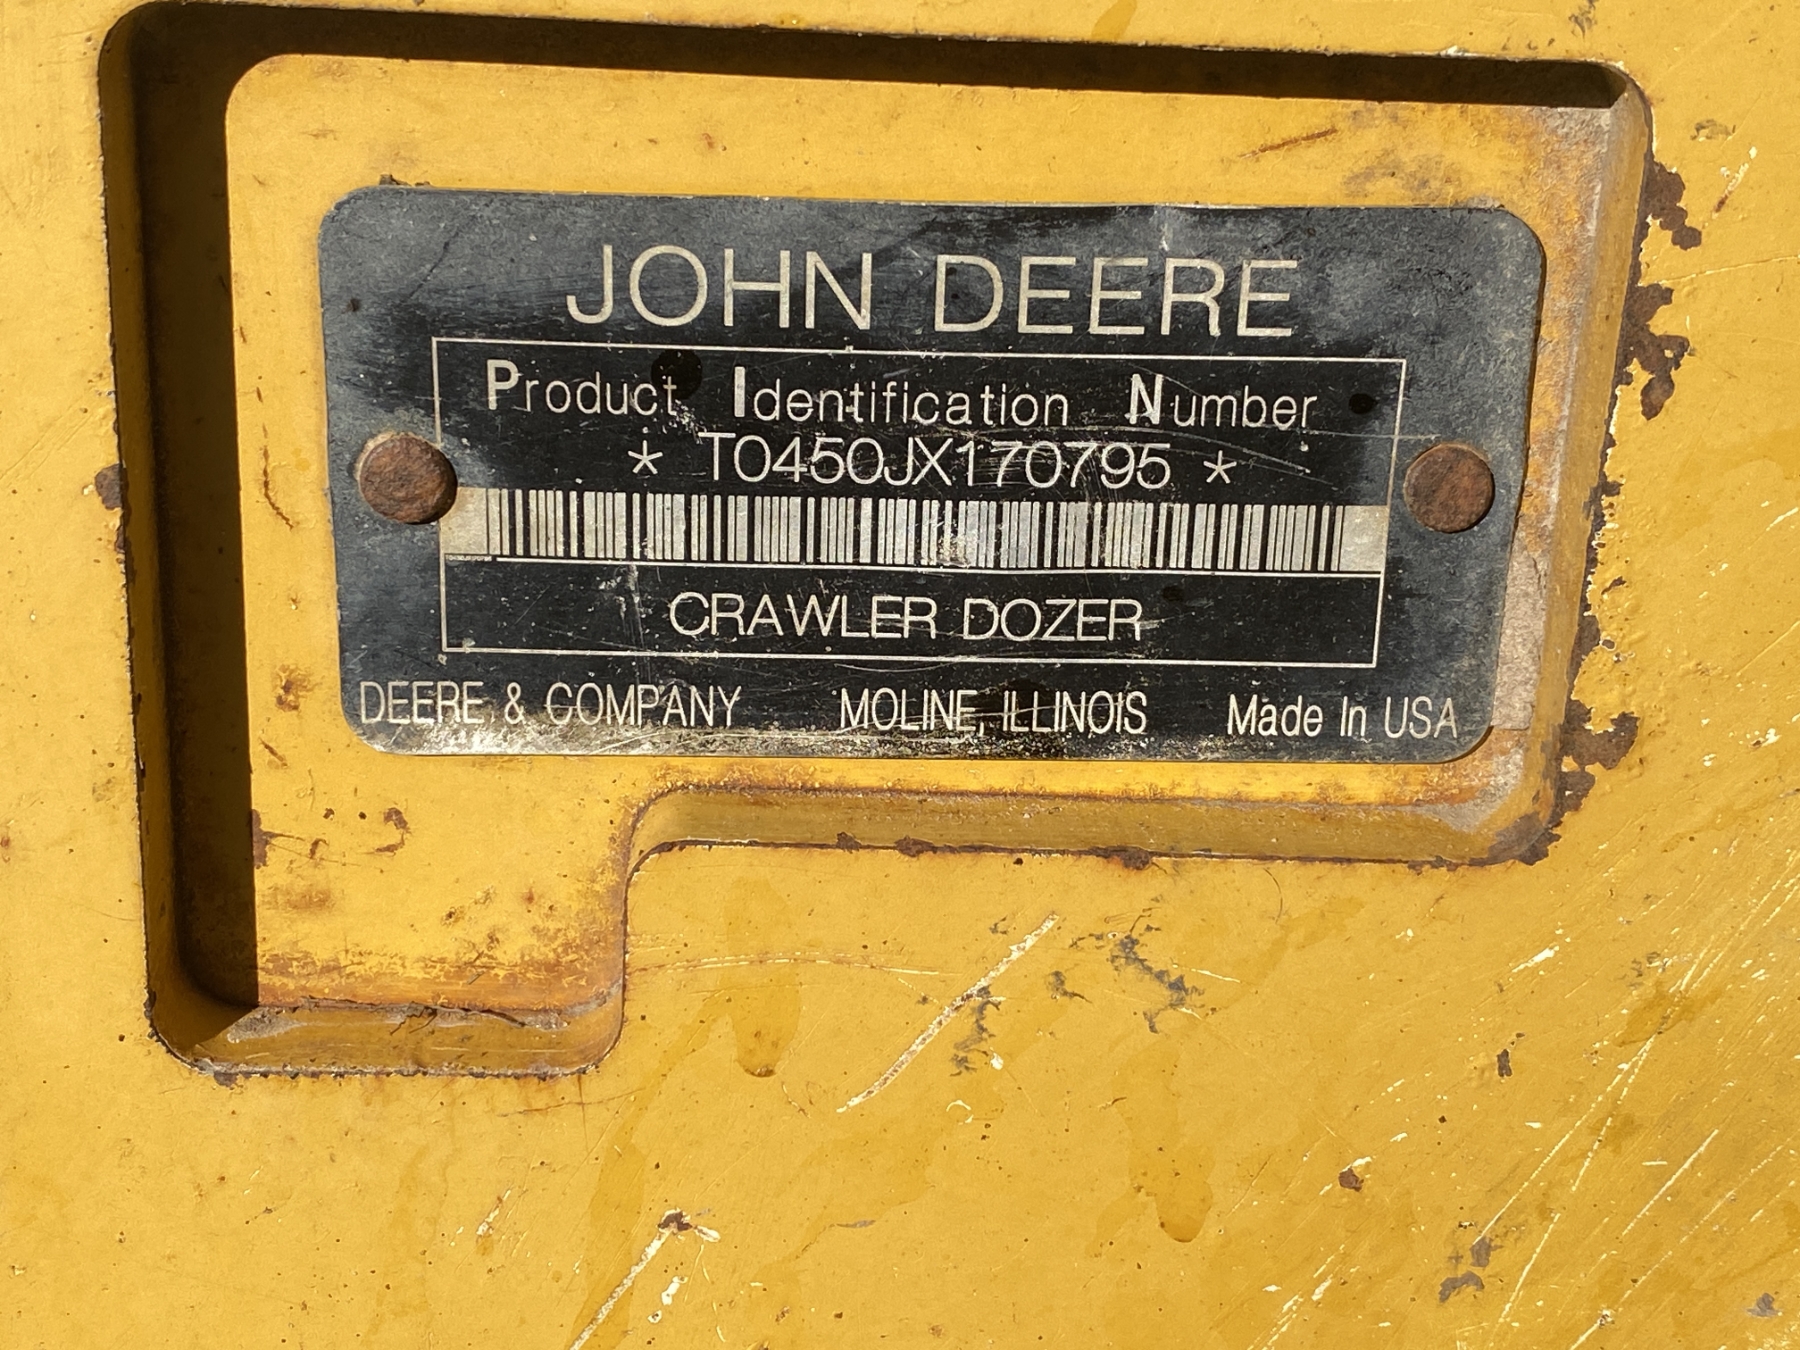 JOHN DEERE
Product Identification Number
* T0450JX170795 *
CRAWLER DOZER
DEERE & COMPANY MOLINE, ILLINOIS Made In USA